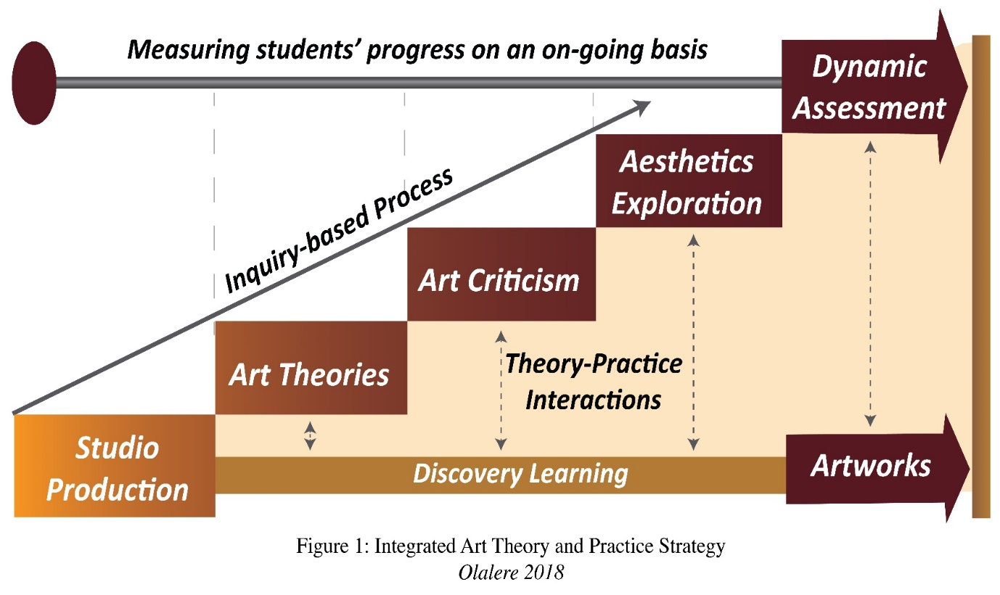 Measuring students’ progress on an on-going basis
Dynamic
Assessment
Aesthetics
Exploration
Inquiry-based Process
Art Criticism
Art Theories
Theory-Practice
Interactions
Studio
Production
Discovery Learning
Artworks
Figure 1: Integrated Art Theory and Practice Strategy
Olalere 2018